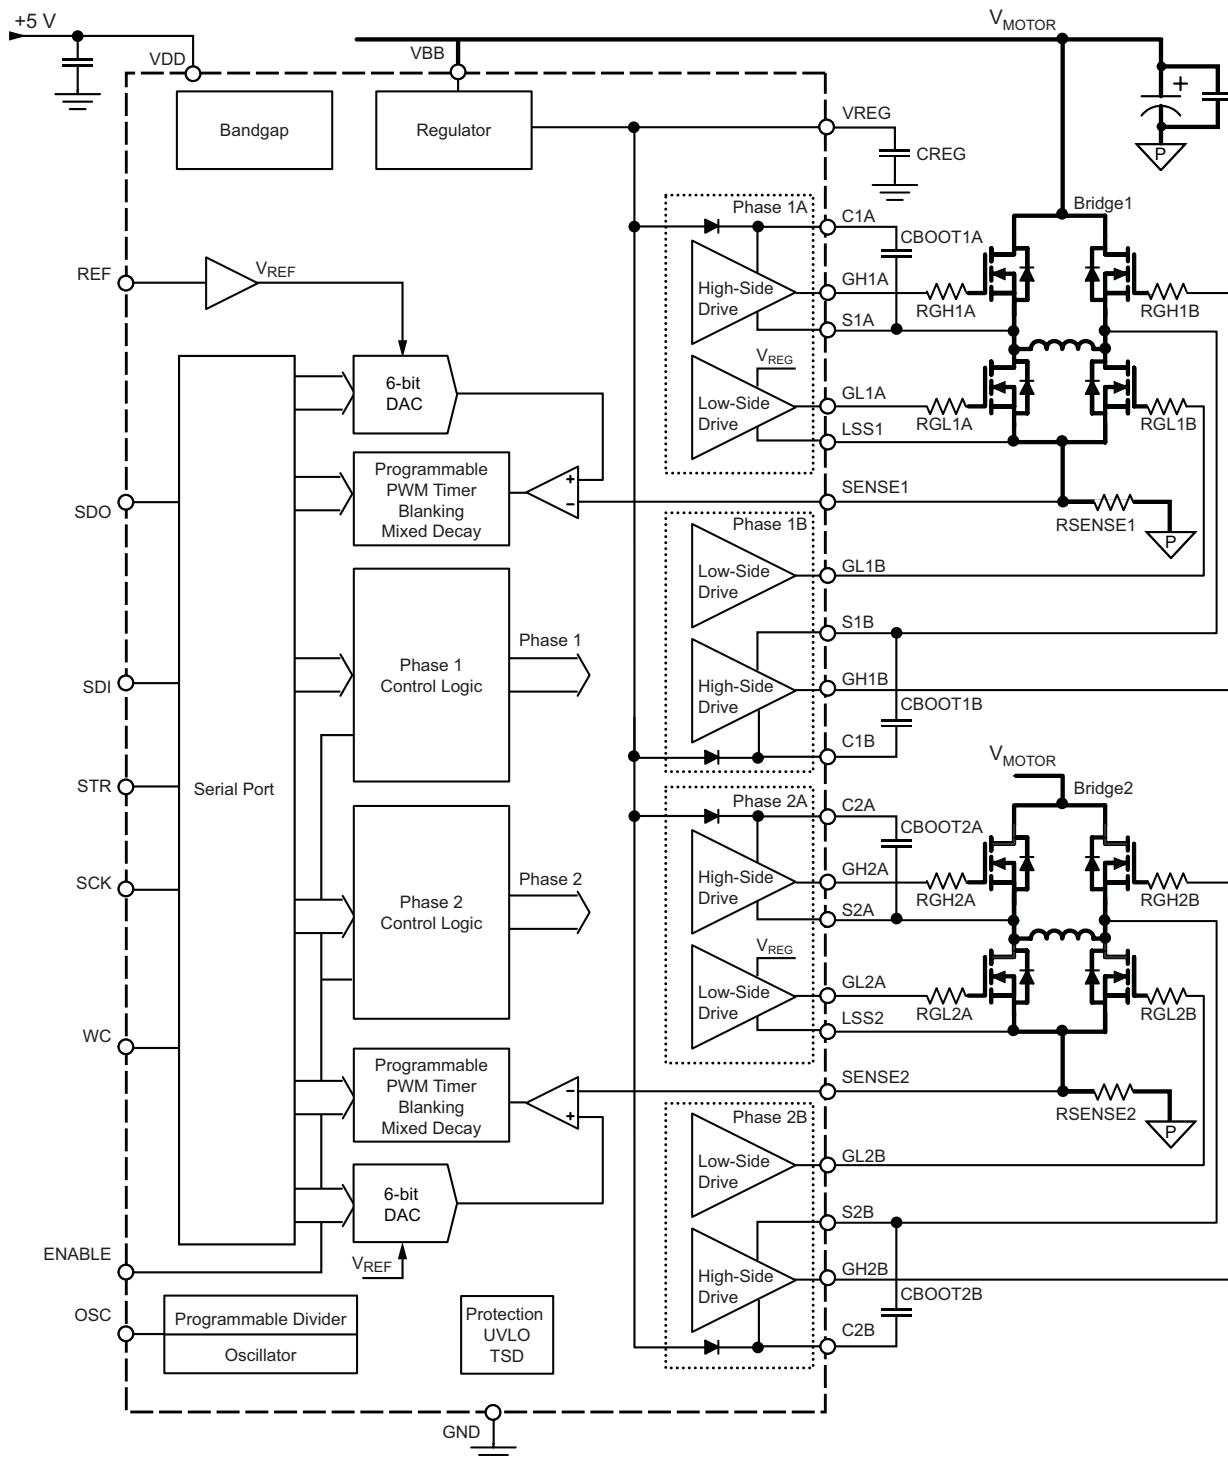 +5 V
VDD
VBB
VMOTOR
Bandgap
Regulator
VREG
CREG
+
P
Phase 1A
C1A
CBOOT1A
Bridge1
REF
VREF
High-Side
Drive
GH1A
RGH1A
RGH1B
S1A
6-bit
DAC
VREG
Low-Side
Drive
GL1A
RGL1A
RGL1B
LSS1
Programmable
PWM Timer
Blanking
Mixed Decay
+
–
SENSE1
RSENSE1
P
SDO
Phase 1B
Low-Side
Drive
GL1B
S1B
Phase 1
Control Logic
Phase 1
High-Side
Drive
GH1B
CBOOT1B
C1B
SDI
STR
Serial Port
VMOTOR
Bridge2
Phase 2A
C2A
CBOOT2A
SCK
Phase 2
Control Logic
Phase 2
High-Side
Drive
GH2A
RGH2A
RGH2B
S2A
VREG
Low-Side
Drive
GL2A
RGL2A
RGL2B
LSS2
WC
Programmable
PWM Timer
Blanking
Mixed Decay
–
+
SENSE2
RSENSE2
P
Phase 2B
Low-Side
Drive
GL2B
6-bit
DAC
VREF
S2B
ENABLE
High-Side
Drive
GH2B
CBOOT2B
C2B
OSC
Programmable Divider
Oscillator
Protection
UVLO
TSD
GND